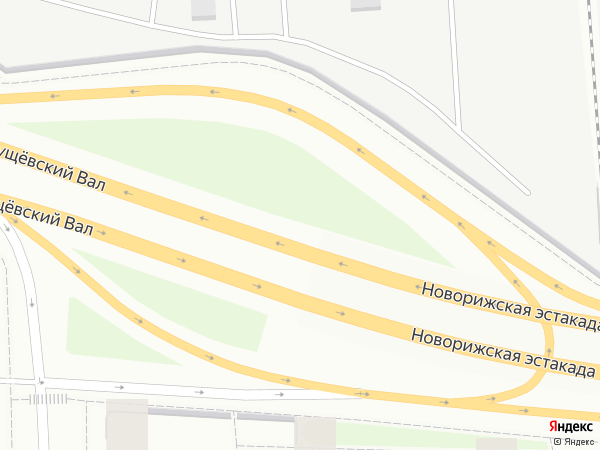 ущёвский Вал
щёвский Вал
Новорижская эстакада
Новорижская эстакада
Яндекс
© Яндекс